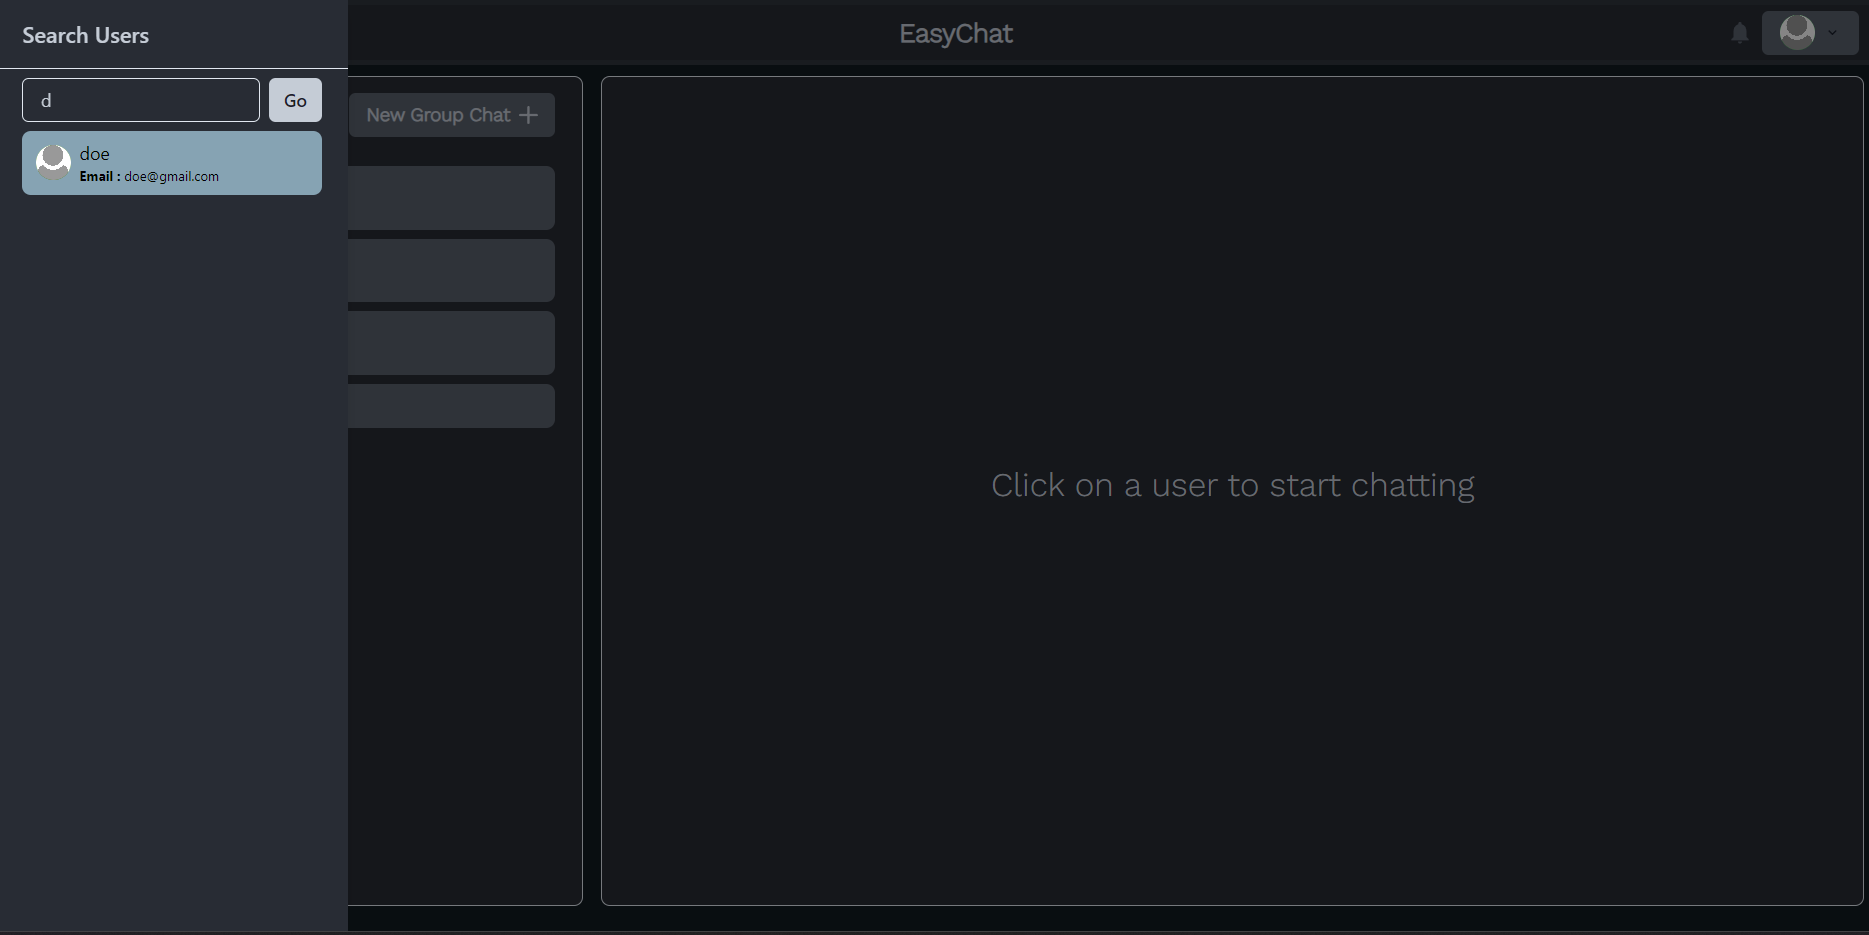 Search Users
EasyChat
d
Go
New Group Chat
doe
Email : doe@gmail.com
Click on a user to start chatting